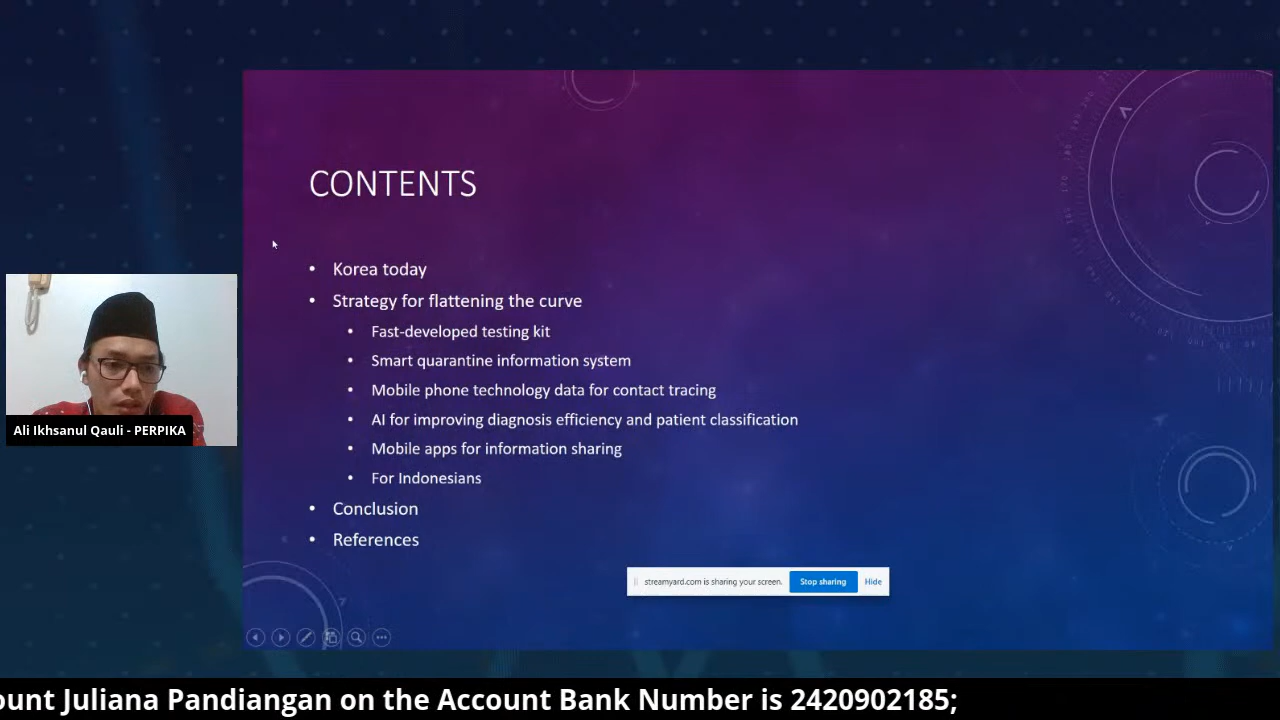 CONTENTS
• Korea today
• Strategy for flattening the curve
• Fast-developed testing kit
• Smart quarantine information system
• Mobile phone technology data for contact tracing
• AI for improving diagnosis efficiency and patient classification
• Mobile apps for information sharing
• For Indonesians
• Conclusion
• References
Ali Ikhsanul Qauli - PERPIKA
streamyard.com is sharing your screen. Stop sharing Hide
ount Juliana Pandiangan on the Account Bank Number is 2420902185;